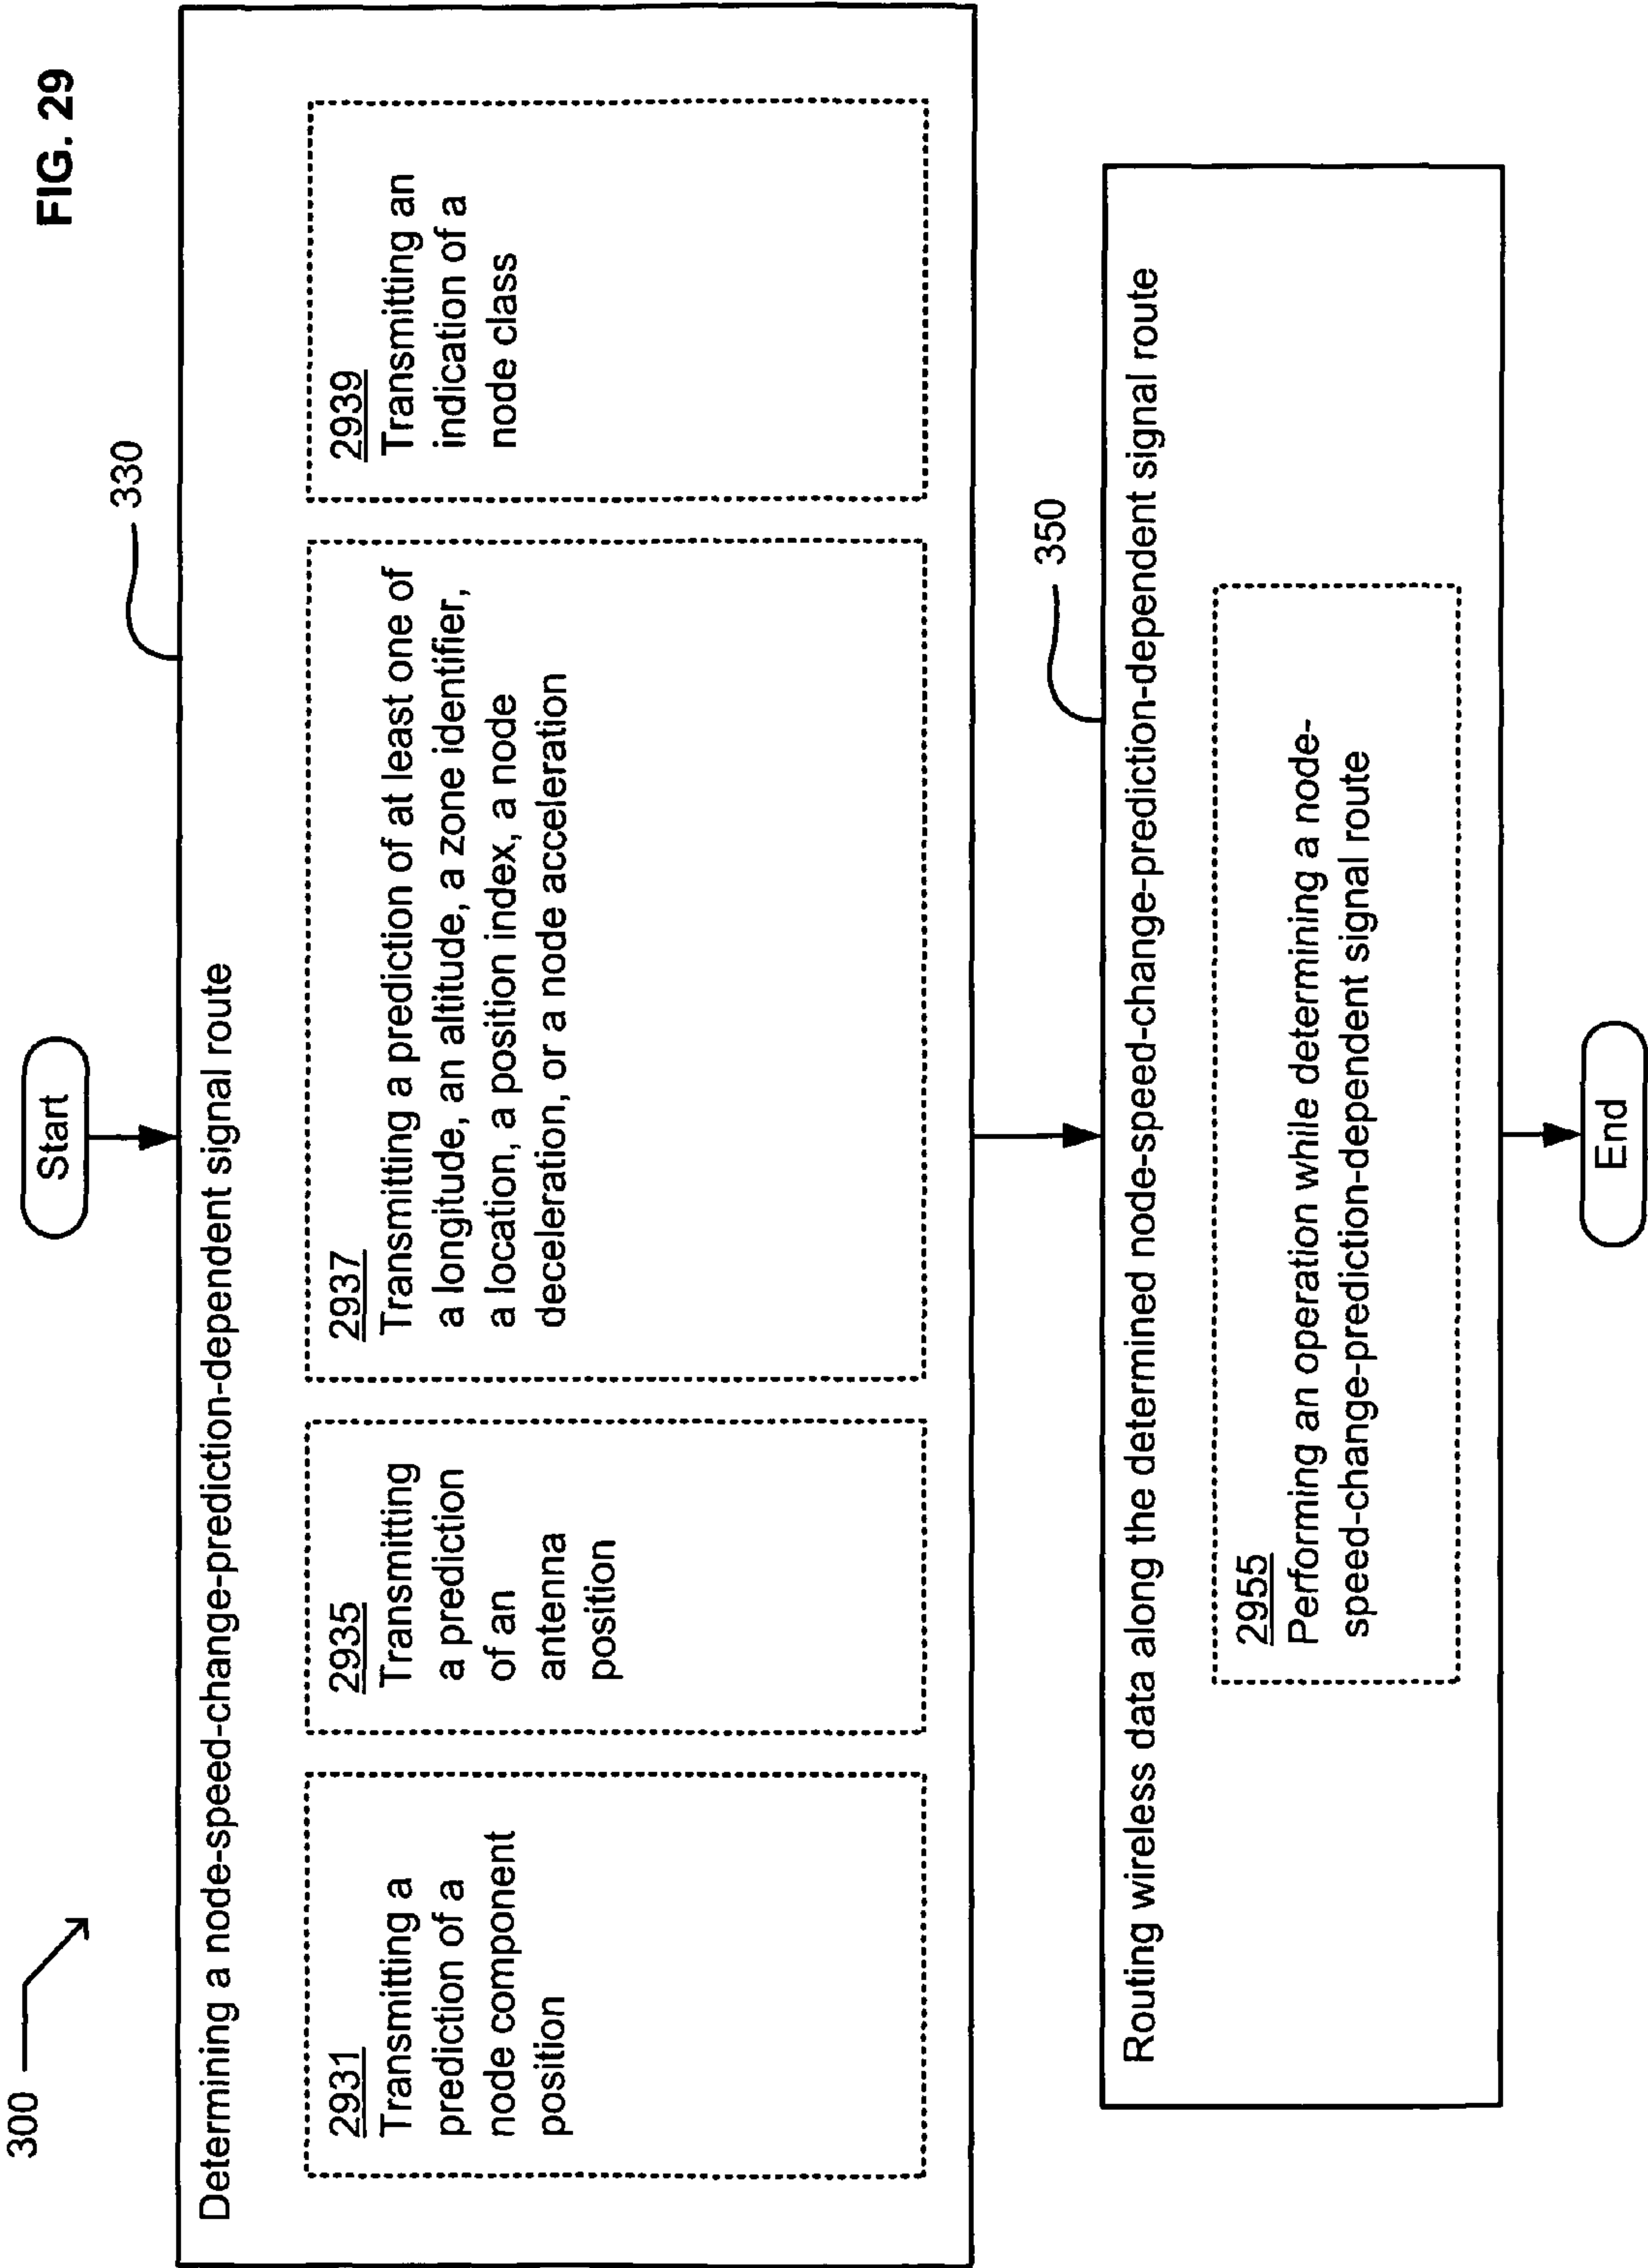 FIG. 29
300
Start
330
Determining a node-speed-change-prediction-dependent signal route
2931
Transmitting a
prediction of a
node component
position
2935
Transmitting
a prediction
of an
antenna
position
2937
Transmitting a prediction of at least one of
a longitude, an altitude, a zone identifier,
a location, a position index, a node
deceleration, or a node acceleration
2939
Transmitting an
indication of a
node class
350
Routing wireless data along the determined node-speed-change-prediction-dependent signal route
2955
Performing an operation while determining a node-
speed-change-prediction-dependent signal route
End